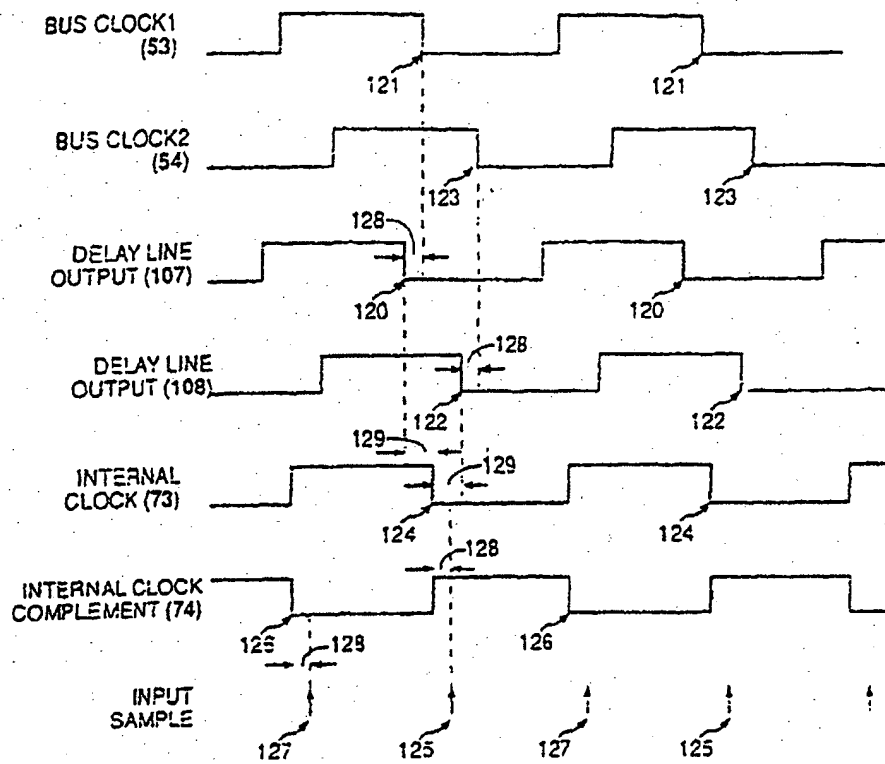 BUS CLOCK1
(53)
121
121
BUS CLOCK2
(54)
123
123
128
DELAY LINE
OUTPUT (107)
120
120
128
DELAY LINE
OUTPUT (108)
122
122
129
129
INTERNAL
CLOCK (73)
124
124
128
INTERNAL CLOCK
COMPLEMENT (74)
126
126
128
INPUT
SAMPLE
127
125
127
125